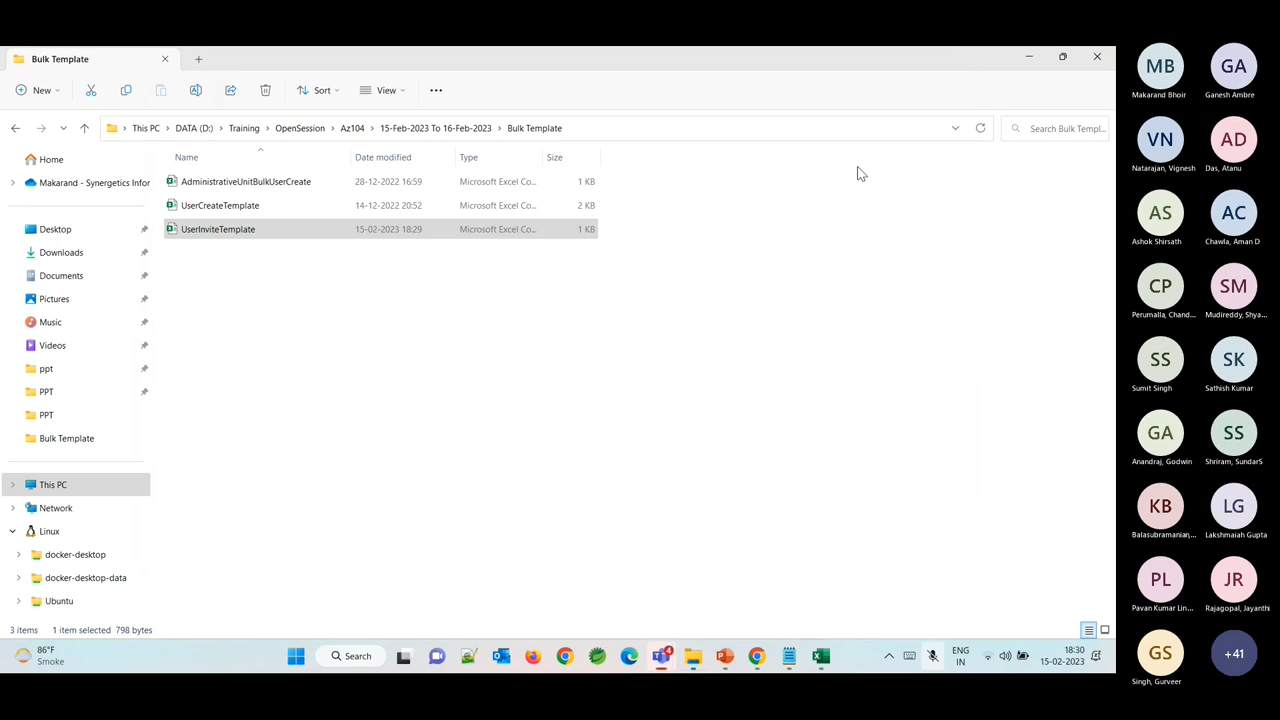 Bulk Template
New
Sort
View
This PC
DATA (D:)
Training
OpenSession
Az104
15-Feb-2023 To 16-Feb-2023
Bulk Template
Search Bulk Templ...
Home
Makarand - Synergetics Infor
Desktop
Downloads
Documents
Pictures
Music
Videos
ppt
PPT
PPT
Bulk Template
This PC
Network
Linux
docker-desktop
docker-desktop-data
Ubuntu
Name Date modified Type Size
AdministrativeUnitBulkUserCreate 28-12-2022 16:59 Microsoft Excel Co... 1 KB
UserCreateTemplate 14-12-2022 20:52 Microsoft Excel Co... 2 KB
UserInviteTemplate 15-02-2023 18:29 Microsoft Excel Co... 1 KB
3 items 1 item selected 798 bytes
86°F
Smoke
Search
4
ENG
IN
18:30
15-02-2023
MB GA
Makarand Bhoir Ganesh Ambre
VN AD
Natarajan, Vignesh Das, Atanu
AS AC
Ashok Shirsath Chawla, Aman D
CP SM
Perumalla, Chand... Mudireddy, Shya...
SS SK
Sumit Singh Sathish Kumar
GA SS
Anandraj, Godwin Shriram, SundarS
KB LG
Balasubramanian,... Lakshmaiah Gupta
PL JR
Pavan Kumar Lin... Rajagopal, Jayanthi
GS +41
Singh, Gurveer